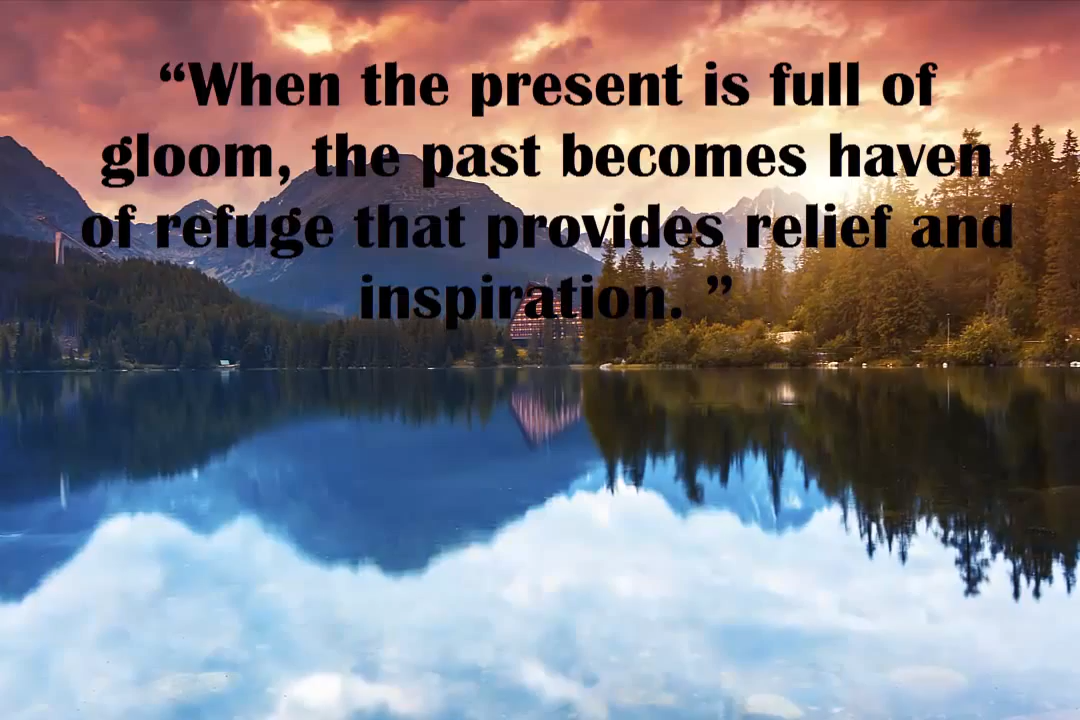 “When the present is full of
gloom, the past becomes haven
of refuge that provides relief and
inspiration. ”